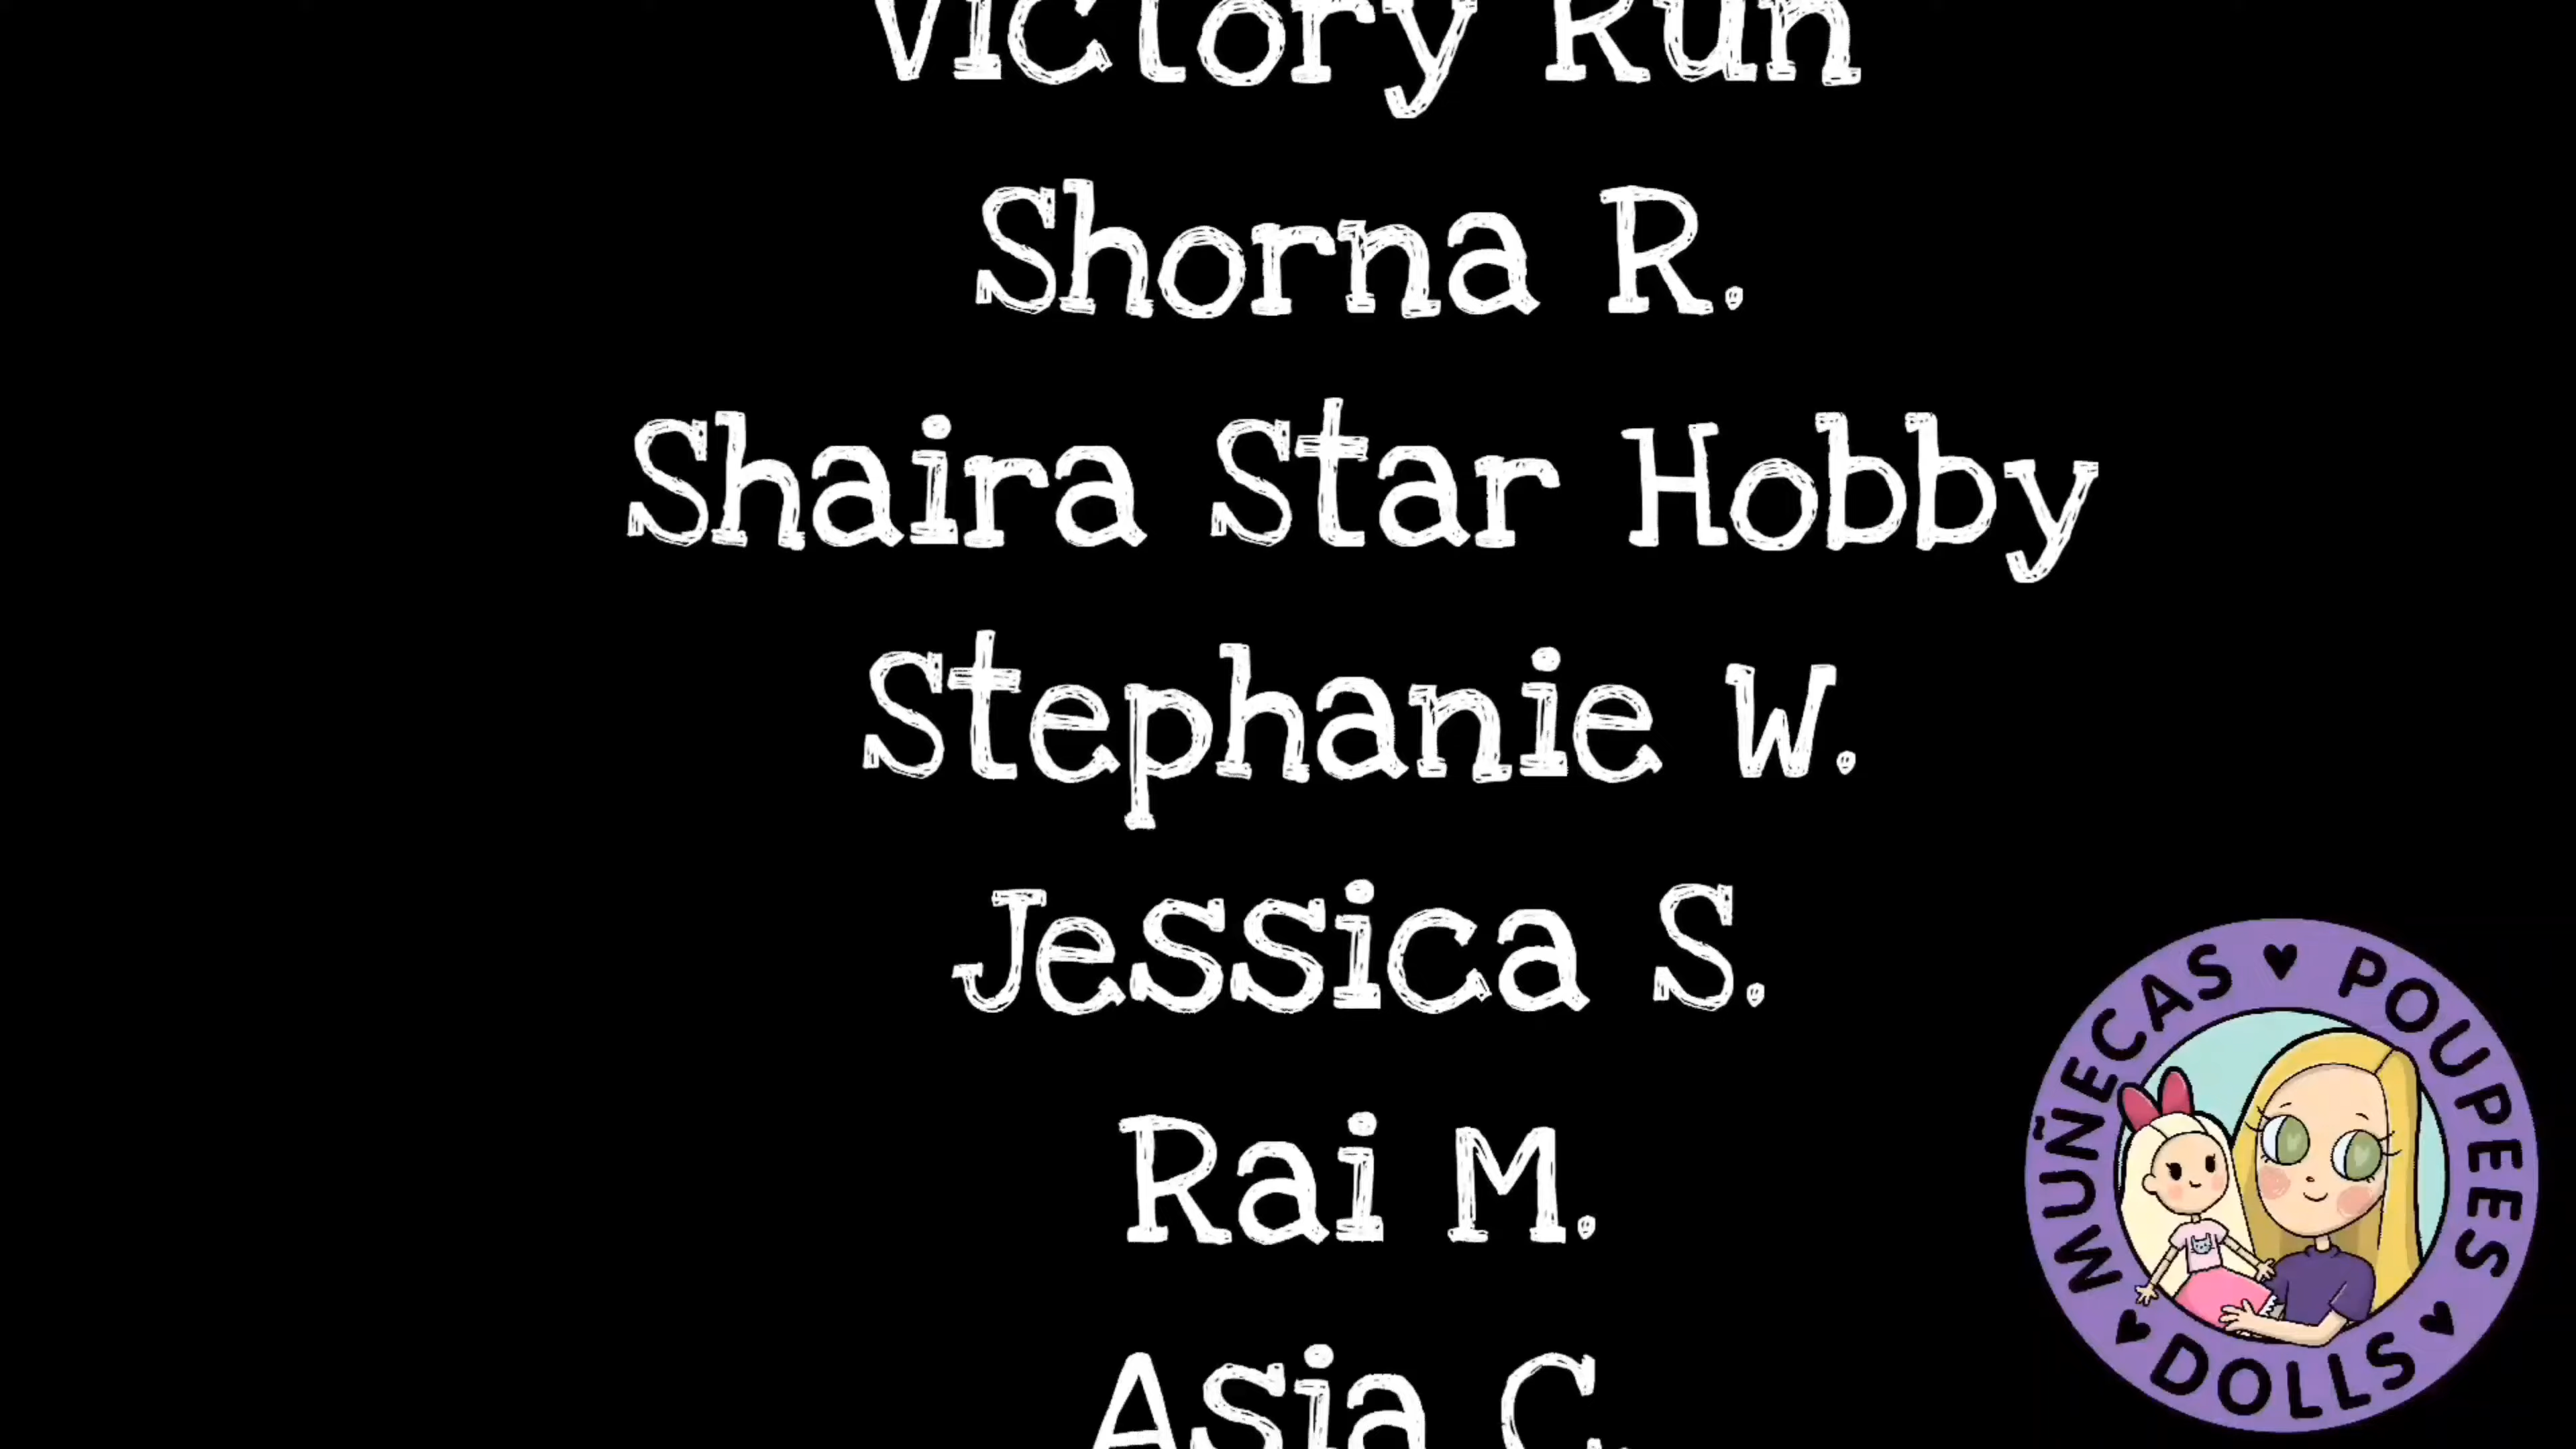 Victory Run
Shorna R.
Shaira Star Hobby
Stephanie W.
Jessica S.
Rai M.
Asia C.
MUÑECAS ♥ POUPEES ♥ DOLLS ♥